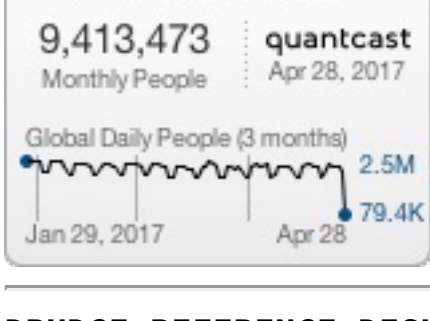 9,413,473
Monthly People
quantcast
Apr 28, 2017
Global Daily People (3 months)
2.5M
79.4K
Jan 29, 2017
Apr 28